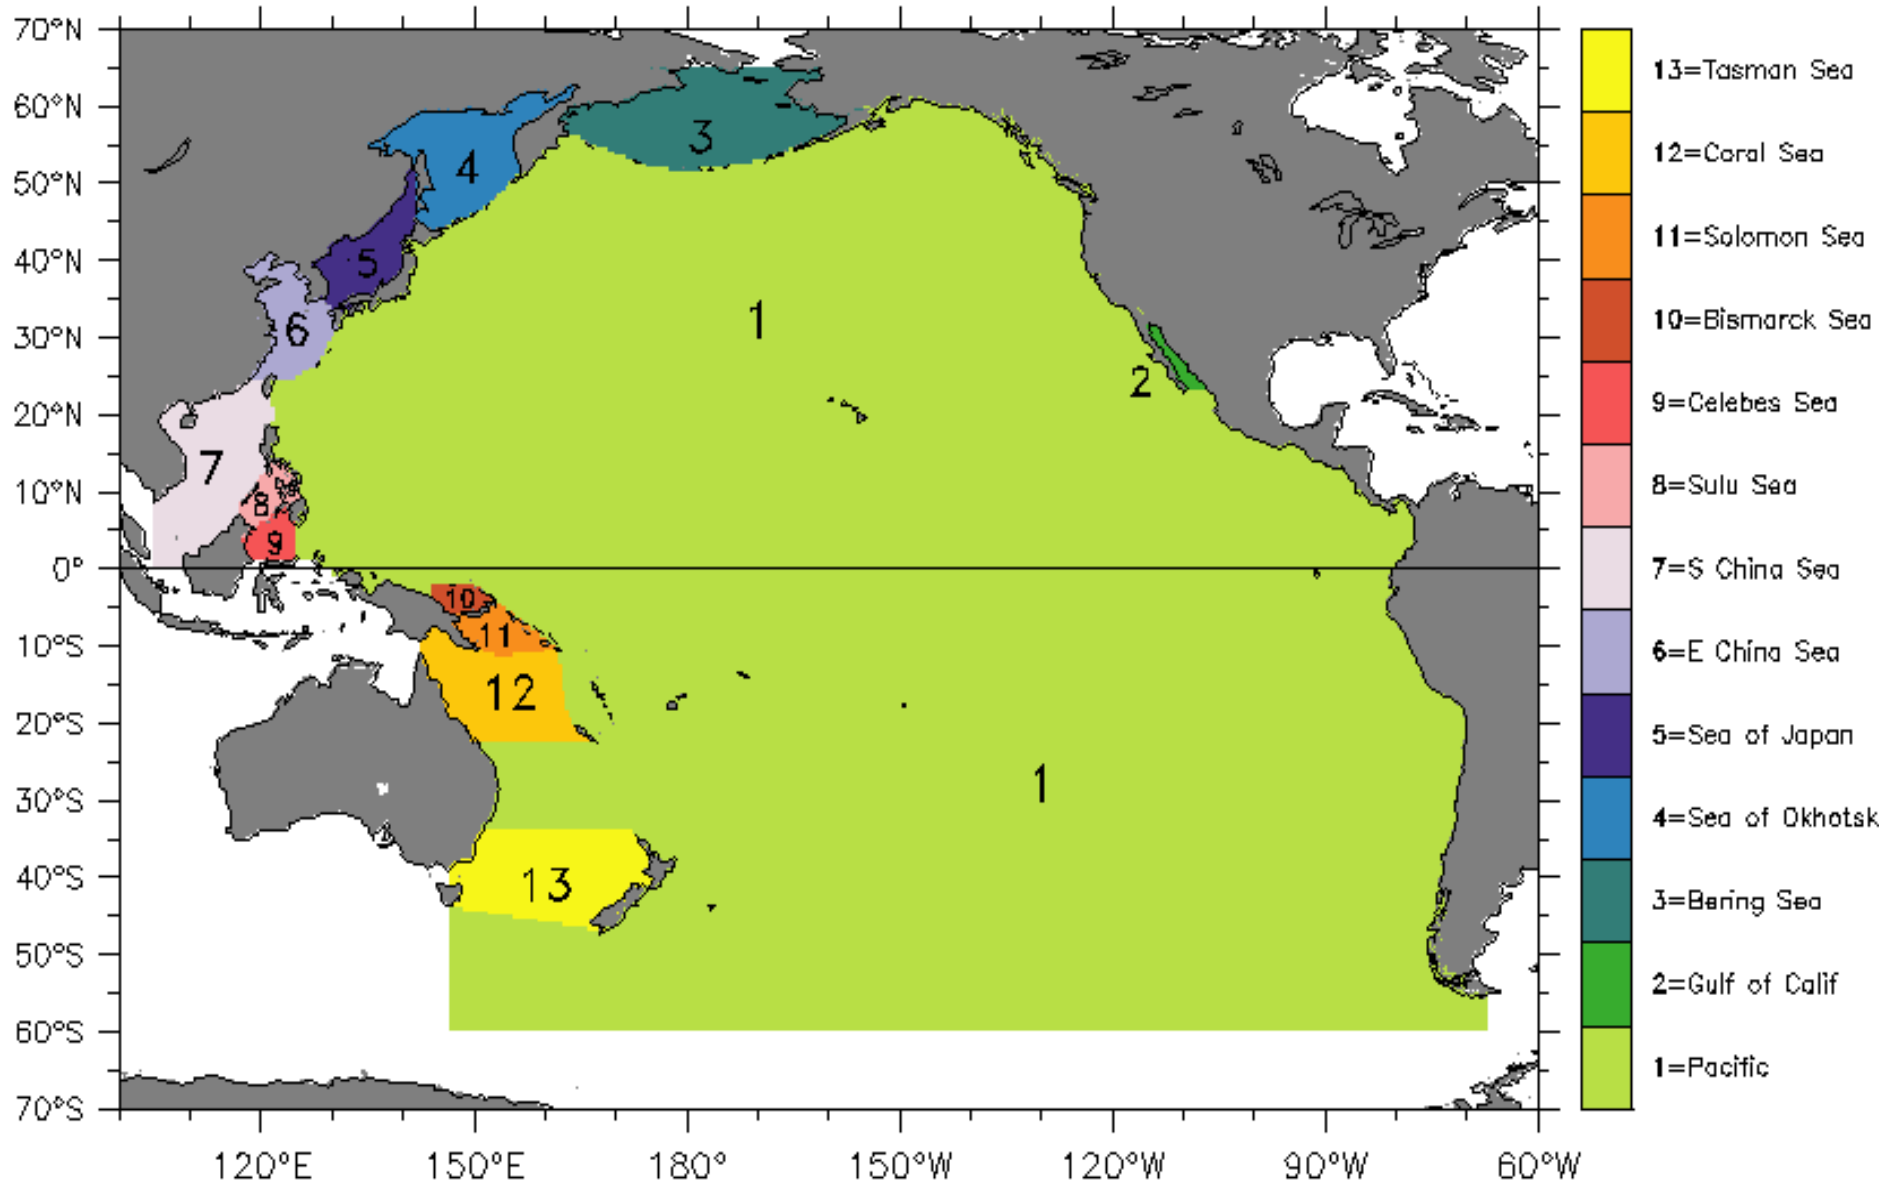 70°N
60°N
50°N
40°N
30°N
20°N
10°N
0°
10°S
20°S
30°S
40°S
50°S
60°S
70°S
120°E 150°E 180° 150°W 120°W 90°W 60°W
3
4
5
1
6
2
7
8
9
10
11
12
1
13
13=Tasman Sea
12=Coral Sea
11=Solomon Sea
10=Bismarck Sea
9=Celebes Sea
8=Sulu Sea
7=S China Sea
6=E China Sea
5=Sea of Japan
4=Sea of Okhotsk
3=Bering Sea
2=Gulf of Calif
1=Pacific